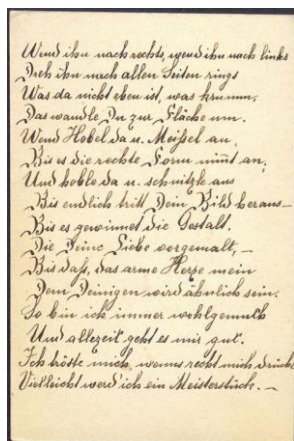 Wend ihn nach rechts, wend ihn nach links
Dreh ihn nach allen Seiten rings
Was da nicht eben ist, was krumm,
Das wandle Du zur Fläche um.
Wend Hobel da u. Meißel an,
Bis es die rechte Form nimt an,
Und hoble da u. schnitzle aus
Bis endlich tritt Dein Bild heraus –
Bis es gewinnet die Gestalt.
Die Deine Liebe vorgemalt, –
Bis daß, das arme Herze mein
Dem Deinigen wird ähnlich sein.
So bin ich immer wohlgemuth
Und allezeit geht es mir gut.
Ich tröste mich, wenns recht mich drückt
Vielleicht werd' ich ein Meisterstück. –